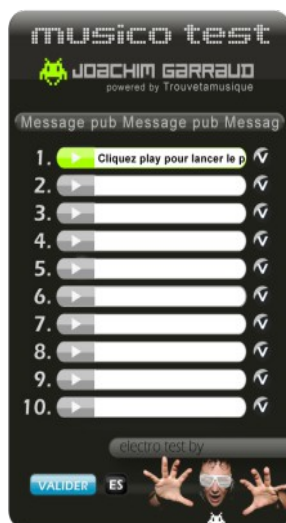 musico test
JOACHIM GARRAUD
powered by Trouvetamusique
Message pub Message pub Messag
1. Cliquez play pour lancer le p
2.
3.
4.
5.
6.
7.
8.
9.
10.
electro test by
VALIDER ES